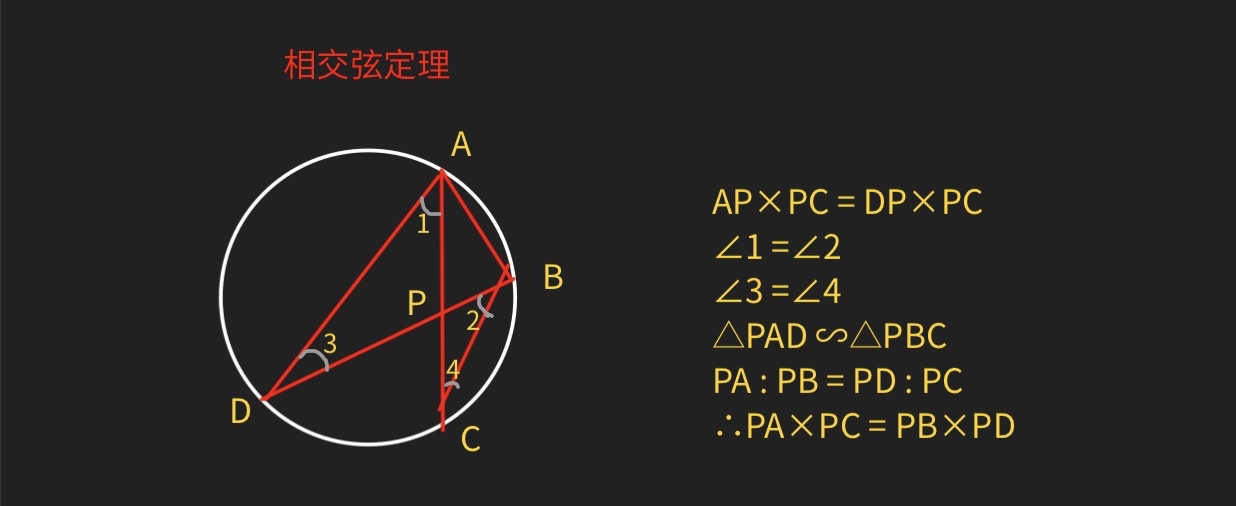 相交弦定理
A
1
B
P
2
3
4
D
C
AP×PC = DP×PC
∠1 =∠2
∠3 =∠4
△PAD ∽△PBC
PA : PB = PD : PC
∴PA×PC = PB×PD